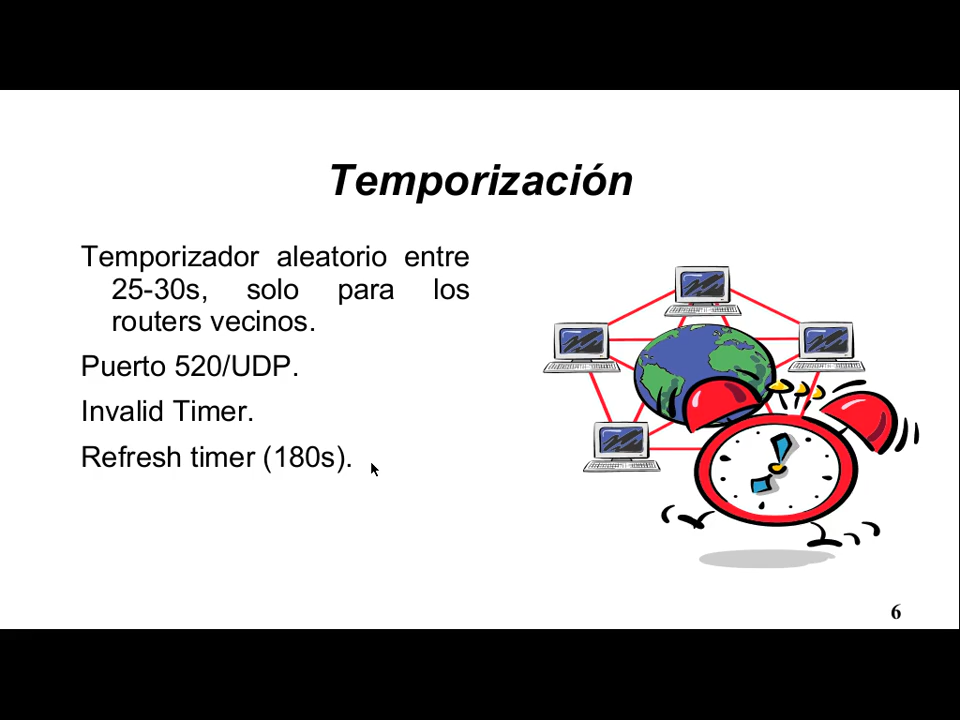 Temporización
Temporizador aleatorio entre
25-30s, solo para los
routers vecinos.
Puerto 520/UDP.
Invalid Timer.
Refresh timer (180s).
6